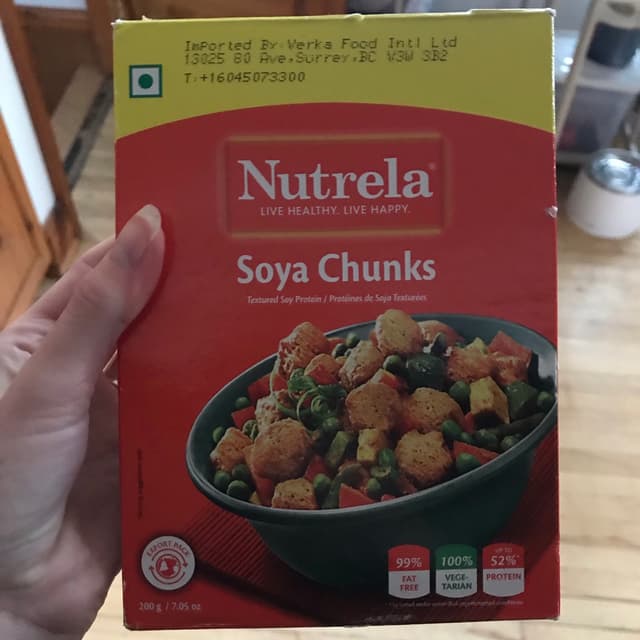 Imported By: Verka Food Intl Ltd
13025 80 Ave, Surrey, BC V3W 3B2
T: +16045073300
Nutrela®
LIVE HEALTHY. LIVE HAPPY.
Soya Chunks
Textured Soy Protein / Protéines de Soja Texturées
EXPORT PACK
200 g / 7.05 oz
99% FAT FREE
100% VEGE-TARIAN
UP TO 52%* PROTEIN